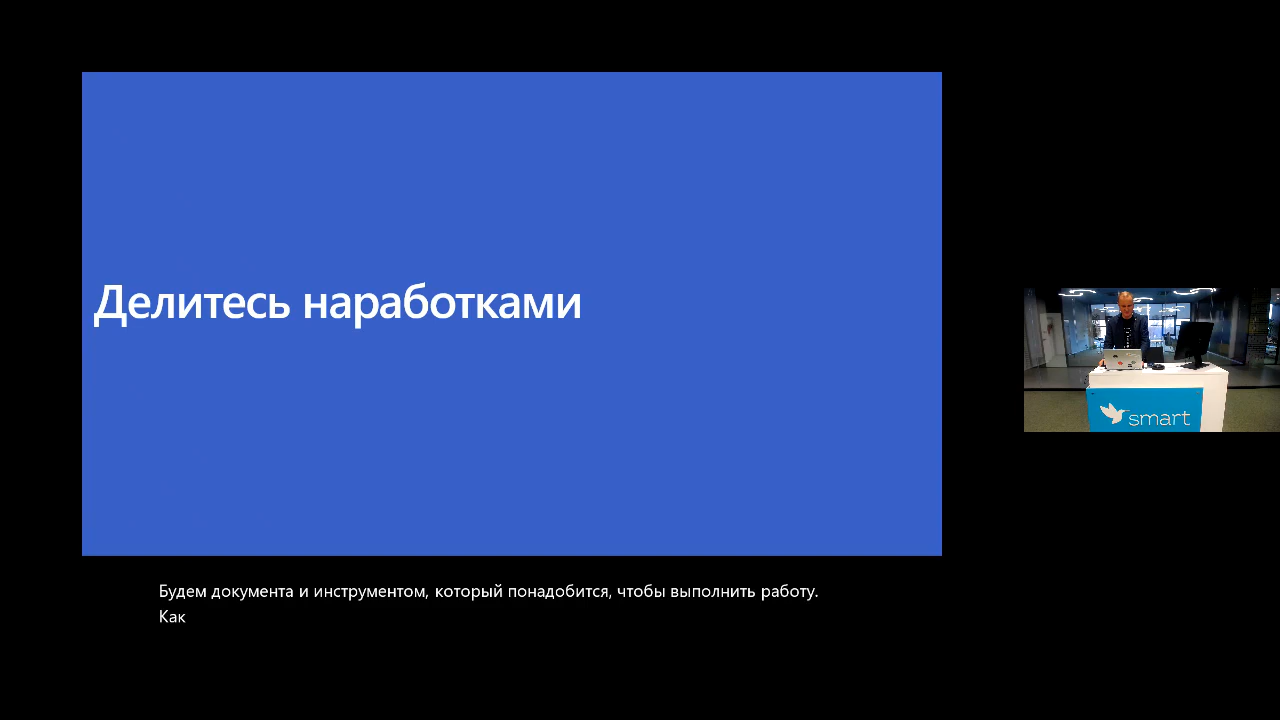 Делитесь наработками
smart
Будем документа и инструментом, который понадобится, чтобы выполнить работу.
Как